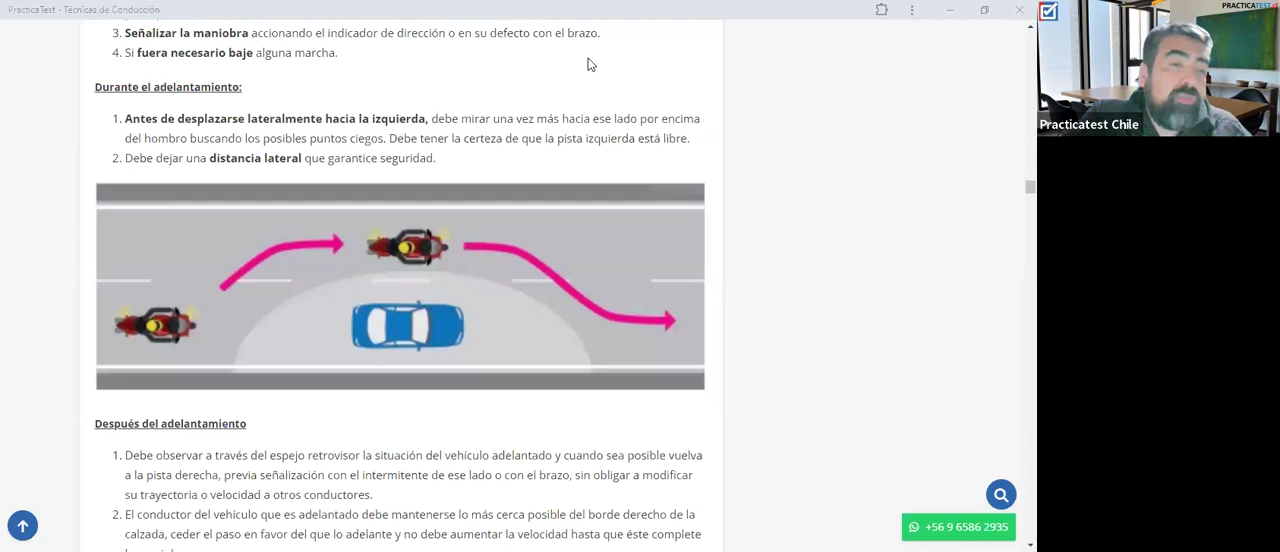 PracticaTest - Técnicas de Conducción
3. Señalizar la maniobra accionando el indicador de dirección o en su defecto con el brazo.
4. Si fuera necesario baje alguna marcha.
Durante el adelantamiento:
1. Antes de desplazarse lateralmente hacia la izquierda, debe mirar una vez más hacia ese lado por encima
del hombro buscando los posibles puntos ciegos. Debe tener la certeza de que la pista izquierda está libre.
2. Debe dejar una distancia lateral que garantice seguridad.
Después del adelantamiento
1. Debe observar a través del espejo retrovisor la situación del vehículo adelantado y cuando sea posible vuelva
a la pista derecha, previa señalización con el intermitente de ese lado o con el brazo, sin obligar a modificar
su trayectoria o velocidad a otros conductores.
2. El conductor del vehículo que es adelantado debe mantenerse lo más cerca posible del borde derecho de la
calzada, ceder el paso en favor del que lo adelante y no debe aumentar la velocidad hasta que éste complete
+56 9 6586 2935
PRACTICATEST.cl
Practicatest Chile